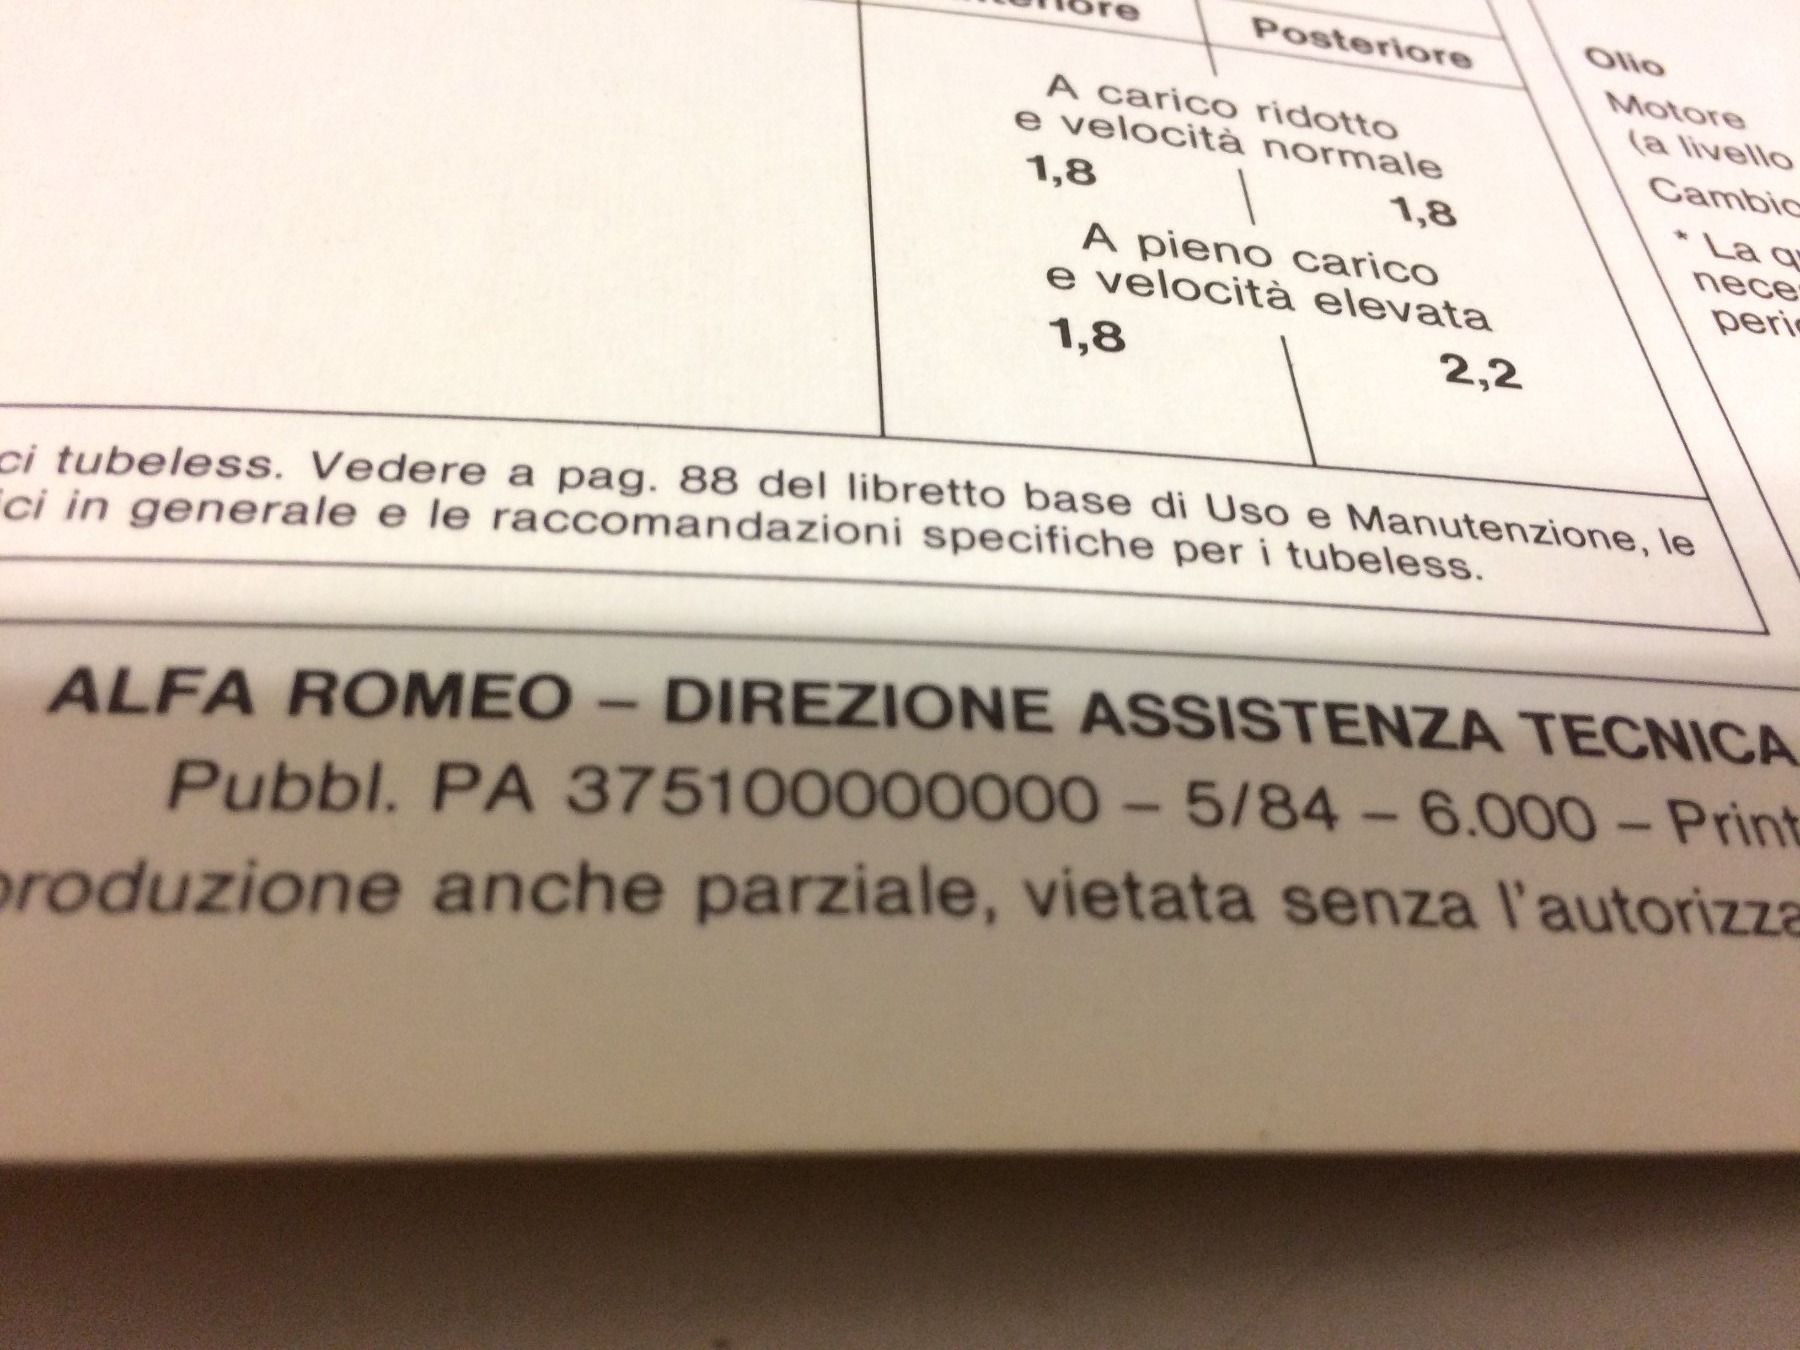 Posteriore
A carico ridotto
e velocità normale
1,8 1,8
A pieno carico
e velocità elevata
1,8 2,2
Olio
Motore
(a livello
ci tubeless. Vedere a pag. 88 del libretto base di Uso e Manutenzione, le
ici in generale e le raccomandazioni specifiche per i tubeless.
ALFA ROMEO – DIREZIONE ASSISTENZA TECNICA
Pubbl. PA 375100000000 – 5/84 – 6.000 – Print
produzione anche parziale, vietata senza l'autorizza